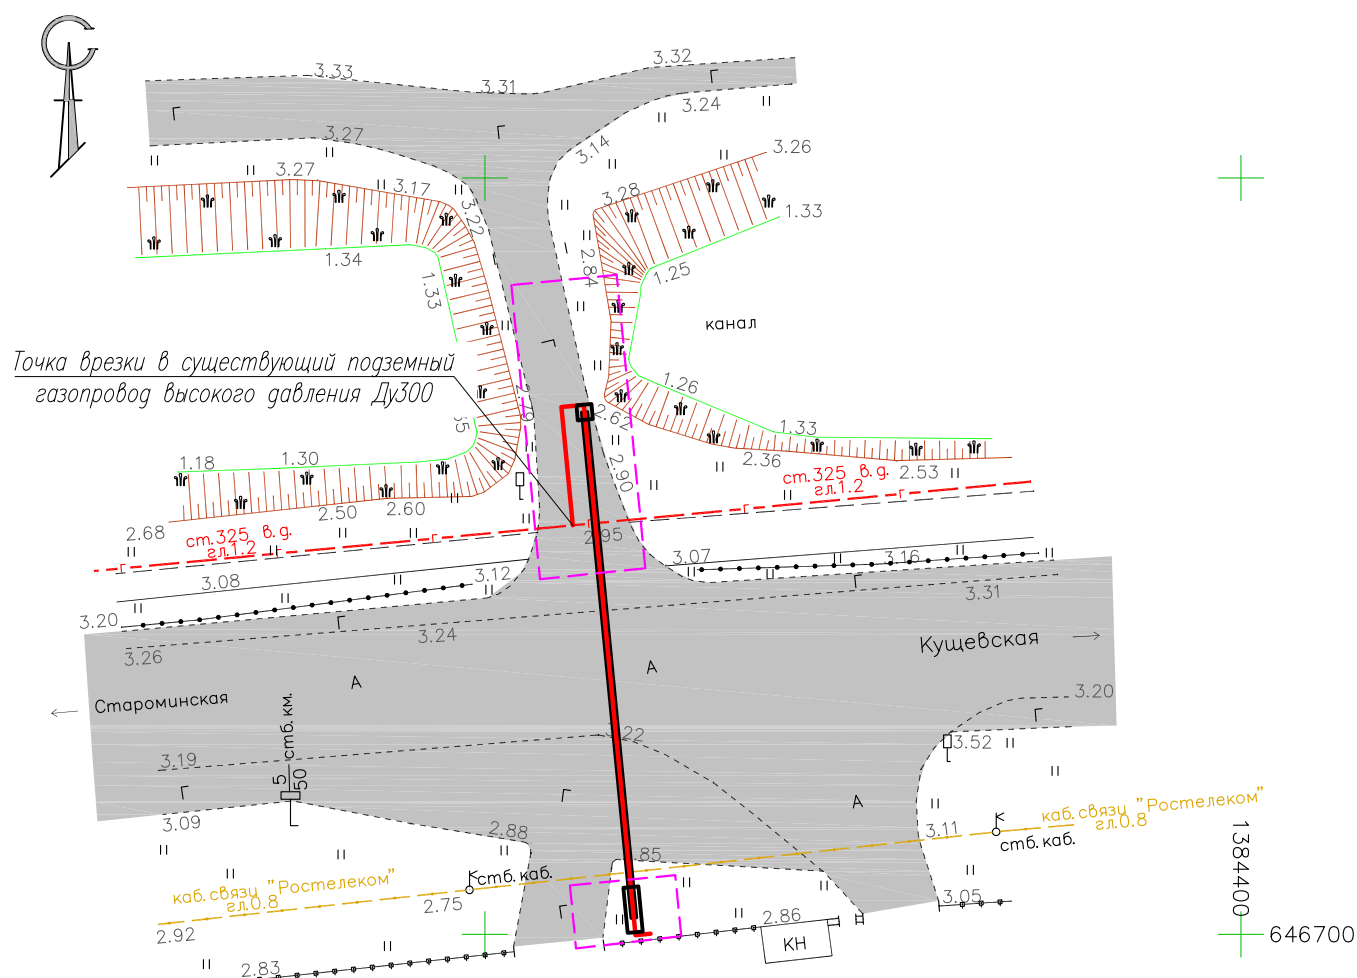 3.33
3.32
3.31
Г
3.24
Г
Г
3.27
3.14
3.26
3.27
3.17
3.28
3.22
1.33
1.34
2.84
1.25
1.33
канал
Г
Точка врезки в существующий подземный
газопровод высокого давления Ду300
1.26
2.79
2.62
1.33
1.18
1.30
2.36
2.53
2.90
ст.325 в.д.
гл.1.2
Г
Г
2.50
2.60
2.68
2.95
ст.325 в.д.
гл.1.2
Г
Г
Г
3.07
3.16
3.08
3.12
Г
3.31
3.20
Г
3.24
3.26
Кущевская
А
А
Староминская
3.20
Г
стб.км.
3.22
3.52
3.19
5
50
Г
Г
А
3.09
2.88
3.11
К
каб.связи "Ростелеком"
гл.0.8
стб.каб.
1384400
.85
К
стб.каб.
каб.связи "Ростелеком"
гл.0.8
2.75
Г
3.05
2.86
2.92
КН
646700
2.83